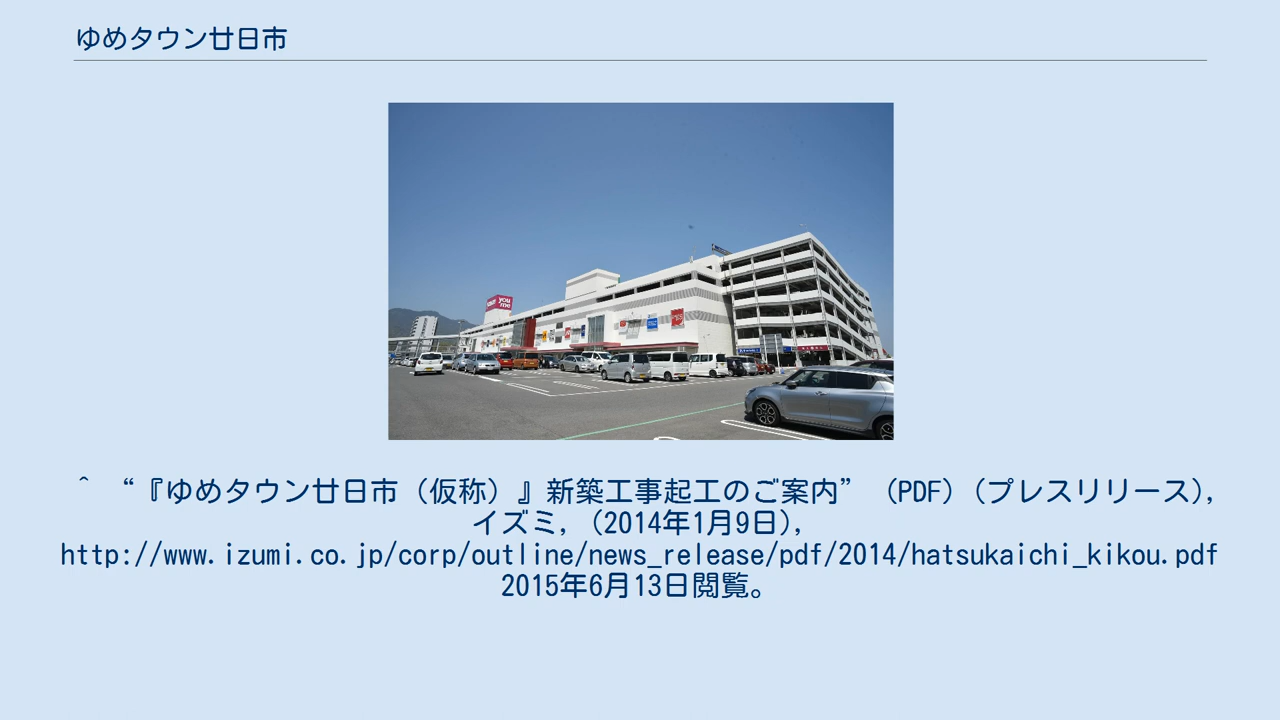 ゆめタウン廿日市
you
me
^ “『ゆめタウン廿日市（仮称）』新築工事起工のご案内” (PDF) (プレスリリース),
イズミ, (2014年1月9日),
http://www.izumi.co.jp/corp/outline/news_release/pdf/2014/hatsukaichi_kikou.pdf
2015年6月13日閲覧。